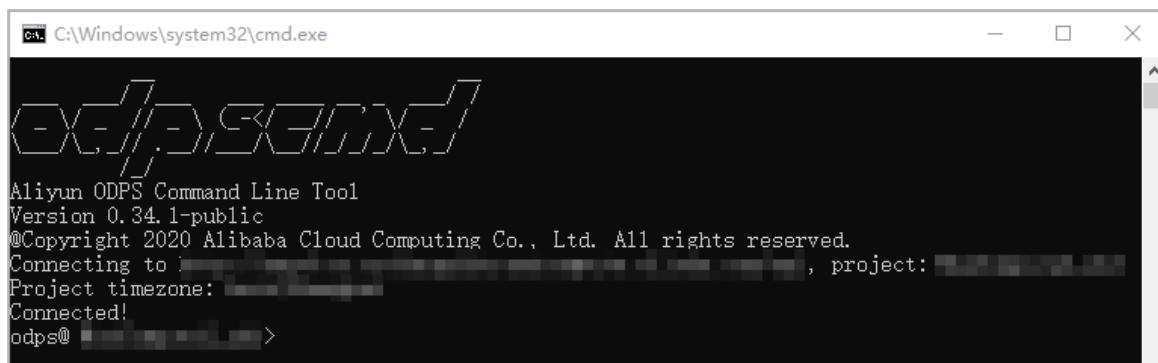 C:\Windows\system32\cmd.exe
odpscmd
Aliyun ODPS Command Line Tool
Version 0.34.1-public
@Copyright 2020 Alibaba Cloud Computing Co., Ltd. All rights reserved.
Connecting to , project:
Project timezone:
Connected!
odps@ >